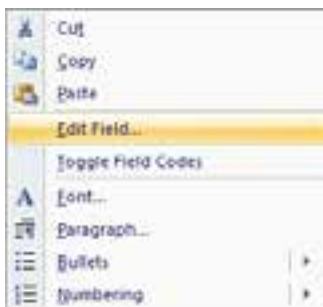 Cut
Copy
Paste
Edit Field...
Toggle Field Codes
Font...
Paragraph...
Bullets
Numbering